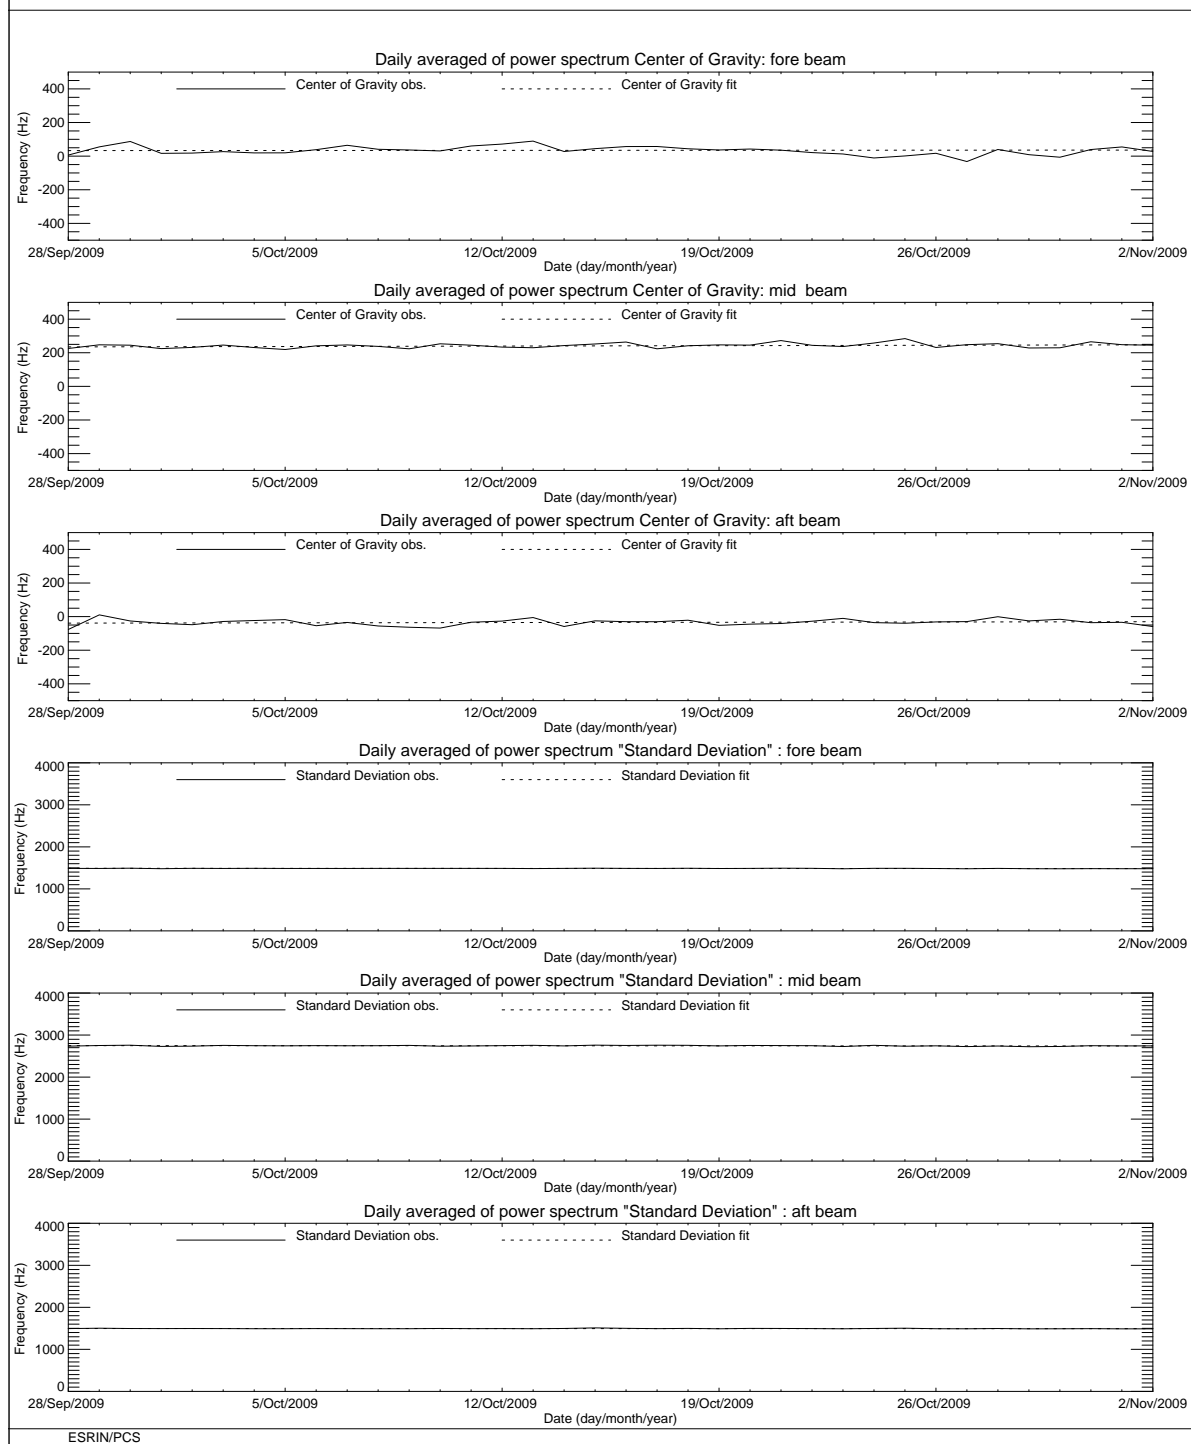 Daily averaged of power spectrum Center of Gravity: fore beam
Center of Gravity obs.
Center of Gravity fit
400
200
0
-200
-400
Frequency (Hz)
28/Sep/2009
5/Oct/2009
12/Oct/2009
19/Oct/2009
26/Oct/2009
2/Nov/2009
Date (day/month/year)
Daily averaged of power spectrum Center of Gravity: mid  beam
Center of Gravity obs.
Center of Gravity fit
400
200
0
-200
-400
Frequency (Hz)
28/Sep/2009
5/Oct/2009
12/Oct/2009
19/Oct/2009
26/Oct/2009
2/Nov/2009
Date (day/month/year)
Daily averaged of power spectrum Center of Gravity: aft beam
Center of Gravity obs.
Center of Gravity fit
400
200
0
-200
-400
Frequency (Hz)
28/Sep/2009
5/Oct/2009
12/Oct/2009
19/Oct/2009
26/Oct/2009
2/Nov/2009
Date (day/month/year)
Daily averaged of power spectrum "Standard Deviation" : fore beam
Standard Deviation obs.
Standard Deviation fit
4000
3000
2000
1000
0
Frequency (Hz)
28/Sep/2009
5/Oct/2009
12/Oct/2009
19/Oct/2009
26/Oct/2009
2/Nov/2009
Date (day/month/year)
Daily averaged of power spectrum "Standard Deviation" : mid beam
Standard Deviation obs.
Standard Deviation fit
4000
3000
2000
1000
0
Frequency (Hz)
28/Sep/2009
5/Oct/2009
12/Oct/2009
19/Oct/2009
26/Oct/2009
2/Nov/2009
Date (day/month/year)
Daily averaged of power spectrum "Standard Deviation" : aft beam
Standard Deviation obs.
Standard Deviation fit
4000
3000
2000
1000
0
Frequency (Hz)
28/Sep/2009
5/Oct/2009
12/Oct/2009
19/Oct/2009
26/Oct/2009
2/Nov/2009
Date (day/month/year)
ESRIN/PCS